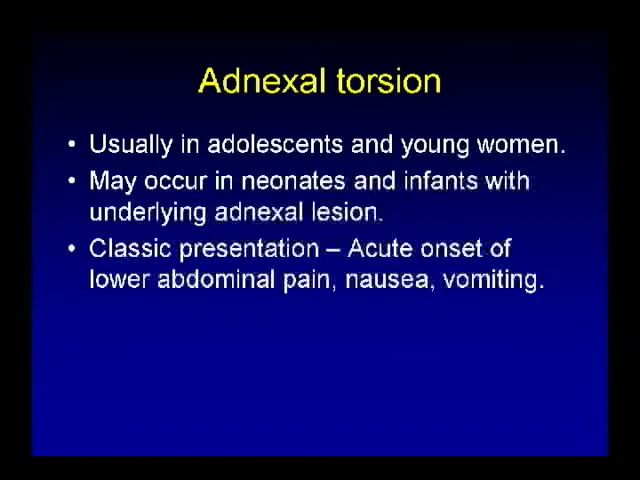 Adnexal torsion
• Usually in adolescents and young women.
• May occur in neonates and infants with
underlying adnexal lesion.
• Classic presentation – Acute onset of
lower abdominal pain, nausea, vomiting.